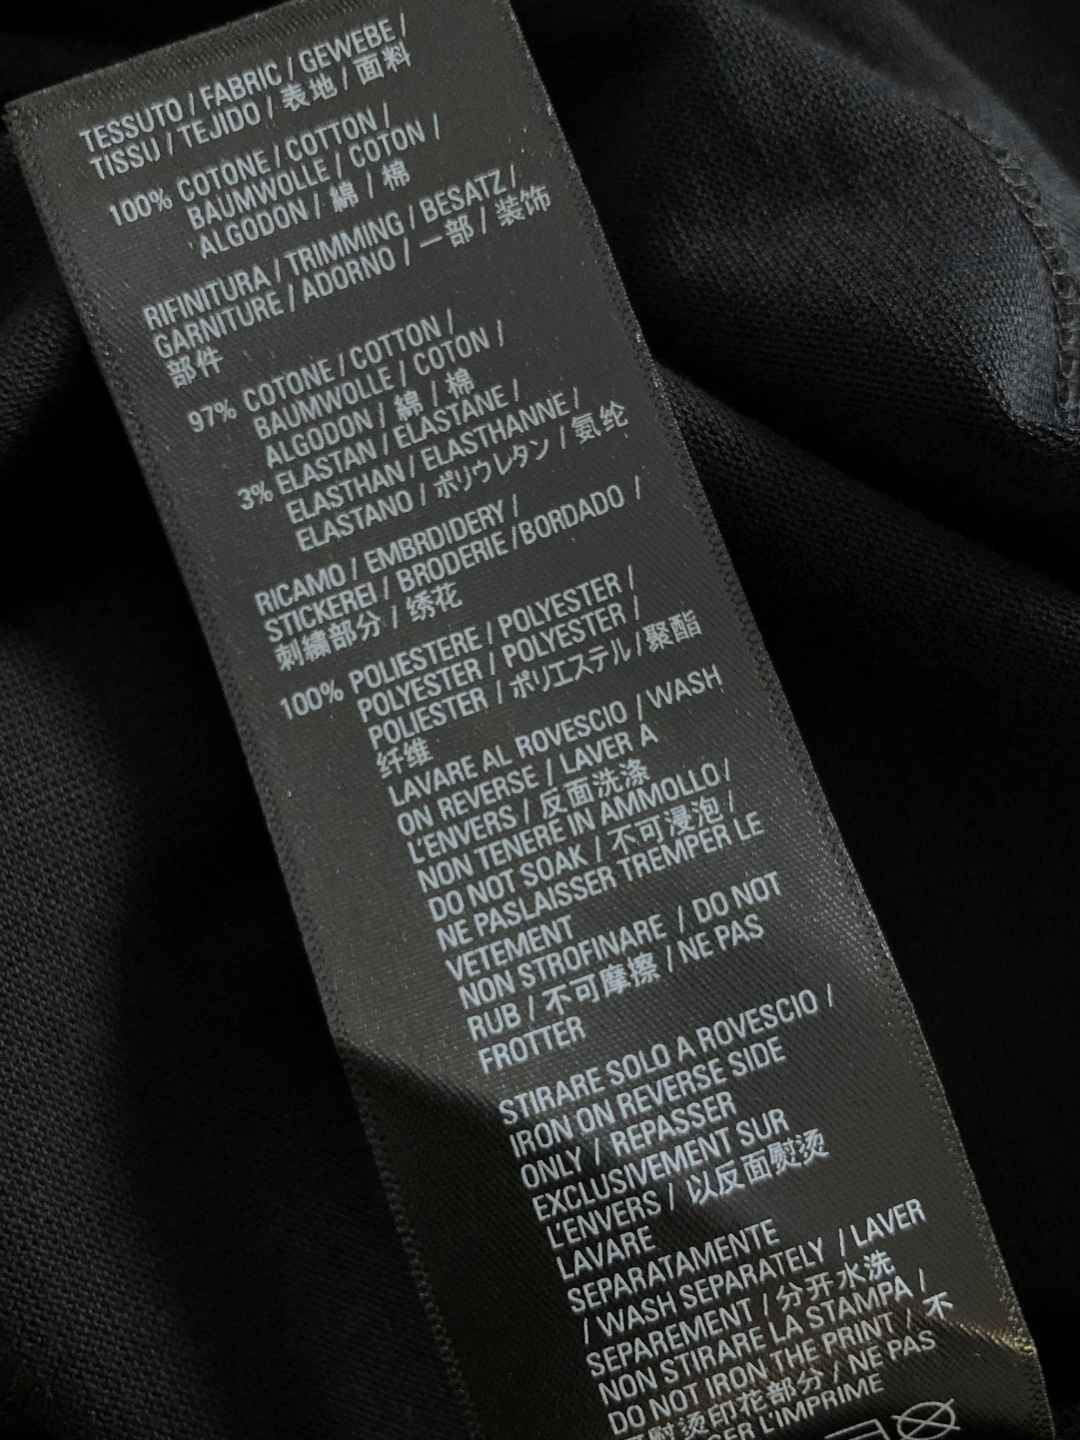 TESSUTO / FABRIC / GEWEBE /
TISSU / TEJIDO / 表地 / 面料
100% COTONE / COTTON /
BAUMWOLLE / COTON /
ALGODON / 綿 / 棉
RIFINITURA / TRIMMING / BESATZ /
GARNITURE / ADORNO / 一部 / 装饰
部件
97% COTONE / COTTON /
BAUMWOLLE / COTON /
ALGODON / 綿 / 棉
3% ELASTAN / ELASTANE /
ELASTHAN / ELASTHANNE /
ELASTANO / ポリウレタン / 氨纶
RICAMO / EMBRDIDERY /
STICKEREI / BRODERIE / BORDADO /
刺繍部分 / 绣花
100% POLIESTERE / POLYESTER /
POLYESTER / POLYESTER /
POLIESTER / ポリエステル / 聚酯
纤维
LAVARE AL ROVESCIO / WASH
ON REVERSE / LAVER A
L'ENVERS / 反面洗涤
NON TENERE IN AMMOLLO /
DO NOT SOAK / 不可浸泡 /
NE PASLAISSER TREMPER LE
VETEMENT
NON STROFINARE / DO NOT
RUB / 不可摩擦 / NE PAS
FROTTER
STIRARE SOLO A ROVESCIO /
IRON ON REVERSE SIDE
ONLY / REPASSER
EXCLUSIVEMENT SUR
L'ENVERS / 以反面熨烫
LAVARE
SEPARATAMENTE
/ WASH SEPARATELY / LAVER
SEPAREMENT / 分开水洗
NON STIRARE LA STAMPA /
DO NOT IRON THE PRINT / 不
可熨烫印花部分 / NE PAS
L'IMPRIME